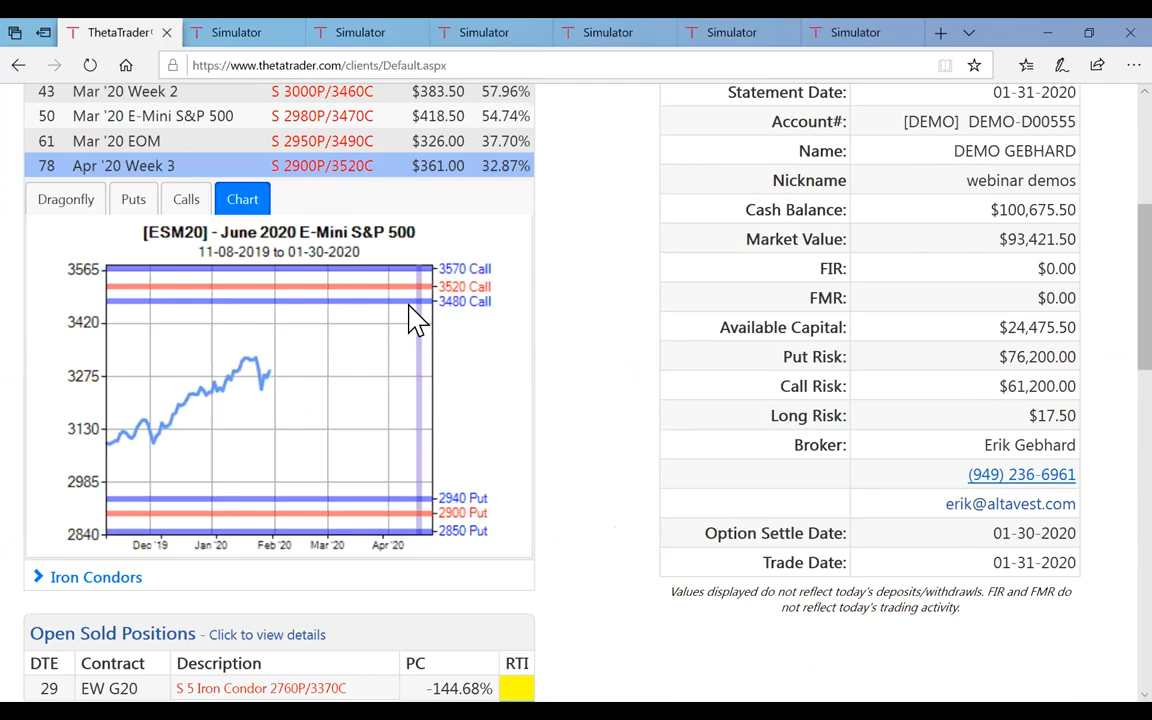 ThetaTrader
Simulator
Simulator
Simulator
Simulator
Simulator
Simulator
https://www.thetatrader.com/clients/Default.aspx
43 Mar '20 Week 2 S 3000P/3460C $383.50 57.96%
50 Mar '20 E-Mini S&P 500 S 2980P/3470C $418.50 54.74%
61 Mar '20 EOM S 2950P/3490C $326.00 37.70%
78 Apr '20 Week 3 S 2900P/3520C $361.00 32.87%
Dragonfly Puts Calls Chart
[ESM20] - June 2020 E-Mini S&P 500
11-08-2019 to 01-30-2020
3565 3570 Call
3520 Call
3480 Call
3420
3275
3130
2985
2940 Put
2900 Put
2840 2850 Put
Dec '19 Jan '20 Feb '20 Mar '20 Apr '20
Iron Condors
Open Sold Positions - Click to view details
DTE Contract Description PC RTI
29 EW G20 S 5 Iron Condor 2760P/3370C -144.68%
Statement Date: 01-31-2020
Account#: [DEMO] DEMO-D00555
Name: DEMO GEBHARD
Nickname webinar demos
Cash Balance: $100,675.50
Market Value: $93,421.50
FIR: $0.00
FMR: $0.00
Available Capital: $24,475.50
Put Risk: $76,200.00
Call Risk: $61,200.00
Long Risk: $17.50
Broker: Erik Gebhard
(949) 236-6961
erik@altavest.com
Option Settle Date: 01-30-2020
Trade Date: 01-31-2020
Values displayed do not reflect today's deposits/withdrawls. FIR and FMR do
not reflect today's trading activity.